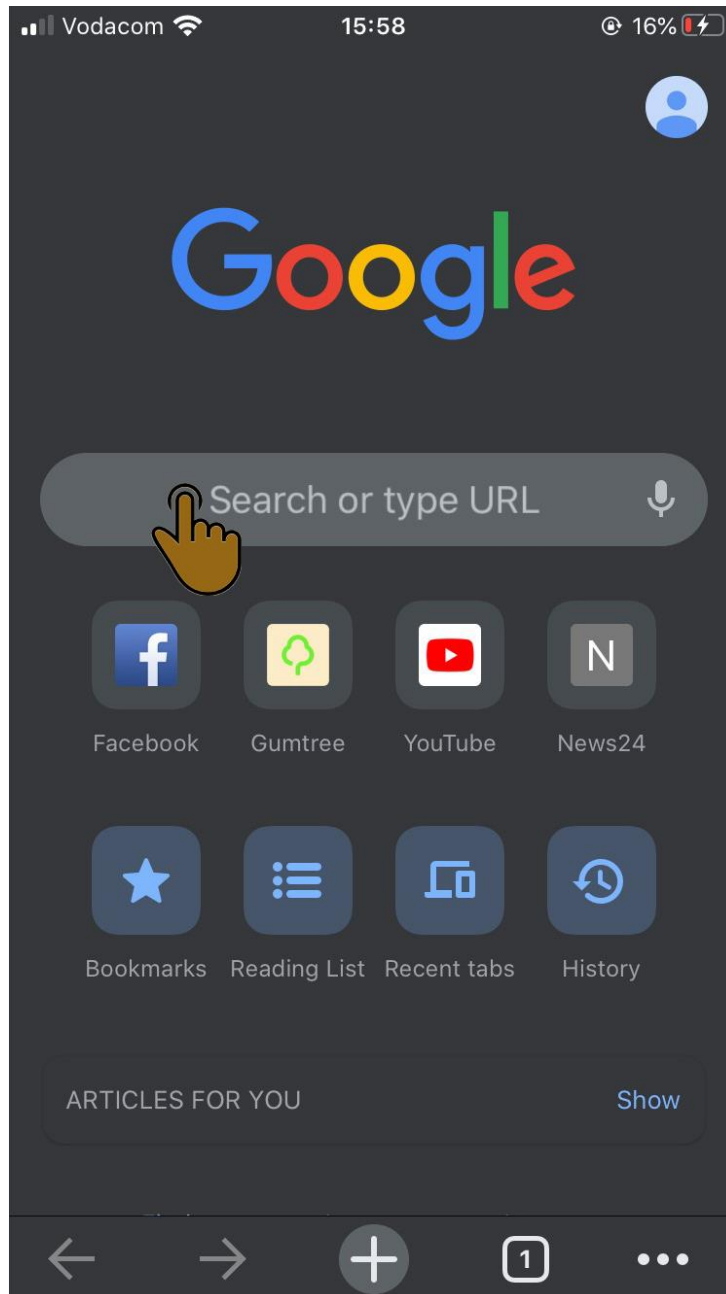 Vodacom 15:58 16%
Google
Search or type URL
f N
Facebook Gumtree YouTube News24
Bookmarks Reading List Recent tabs History
ARTICLES FOR YOU Show
1